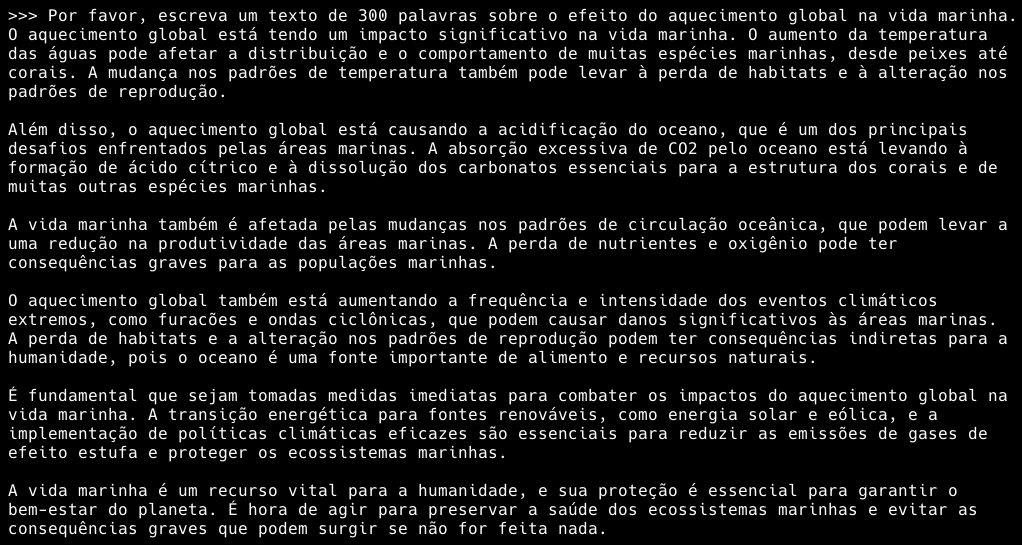 >>> Por favor, escreva um texto de 300 palavras sobre o efeito do aquecimento global na vida marinha.
O aquecimento global está tendo um impacto significativo na vida marinha. O aumento da temperatura
das águas pode afetar a distribuição e o comportamento de muitas espécies marinhas, desde peixes até
corais. A mudança nos padrões de temperatura também pode levar à perda de habitats e à alteração nos
padrões de reprodução.

Além disso, o aquecimento global está causando a acidificação do oceano, que é um dos principais
desafios enfrentados pelas áreas marinas. A absorção excessiva de CO2 pelo oceano está levando à
formação de ácido cítrico e à dissolução dos carbonatos essenciais para a estrutura dos corais e de
muitas outras espécies marinhas.

A vida marinha também é afetada pelas mudanças nos padrões de circulação oceânica, que podem levar a
uma redução na produtividade das áreas marinas. A perda de nutrientes e oxigênio pode ter
consequências graves para as populações marinhas.

O aquecimento global também está aumentando a frequência e intensidade dos eventos climáticos
extremos, como furacões e ondas ciclônicas, que podem causar danos significativos às áreas marinas.
A perda de habitats e a alteração nos padrões de reprodução podem ter consequências indiretas para a
humanidade, pois o oceano é uma fonte importante de alimento e recursos naturais.

É fundamental que sejam tomadas medidas imediatas para combater os impactos do aquecimento global na
vida marinha. A transição energética para fontes renováveis, como energia solar e eólica, e a
implementação de políticas climáticas eficazes são essenciais para reduzir as emissões de gases de
efeito estufa e proteger os ecossistemas marinhas.

A vida marinha é um recurso vital para a humanidade, e sua proteção é essencial para garantir o
bem-estar do planeta. É hora de agir para preservar a saúde dos ecossistemas marinhas e evitar as
consequências graves que podem surgir se não for feita nada.